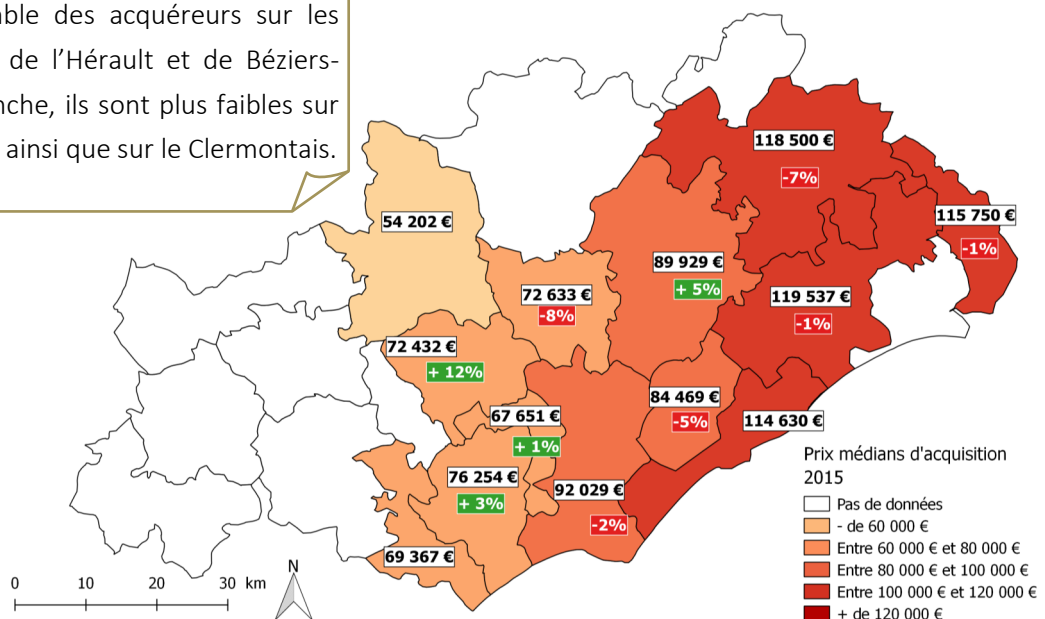 able des acquéreurs sur les
de l’Hérault et de Béziers-
nche, ils sont plus faibles sur
ainsi que sur le Clermontais.
118 500 €
-7%
115 750 €
-1%
54 202 €
89 929 €
+ 5%
72 633 €
-8%
119 537 €
-1%
72 432 €
+ 12%
84 469 €
-5%
67 651 €
+ 1%
114 630 €
76 254 €
+ 3%
92 029 €
-2%
69 367 €
Prix médians d'acquisition
2015
Pas de données
- de 60 000 €
Entre 60 000 € et 80 000 €
Entre 80 000 € et 100 000 €
Entre 100 000 € et 120 000 €
+ de 120 000 €
0 10 20 30 km
N